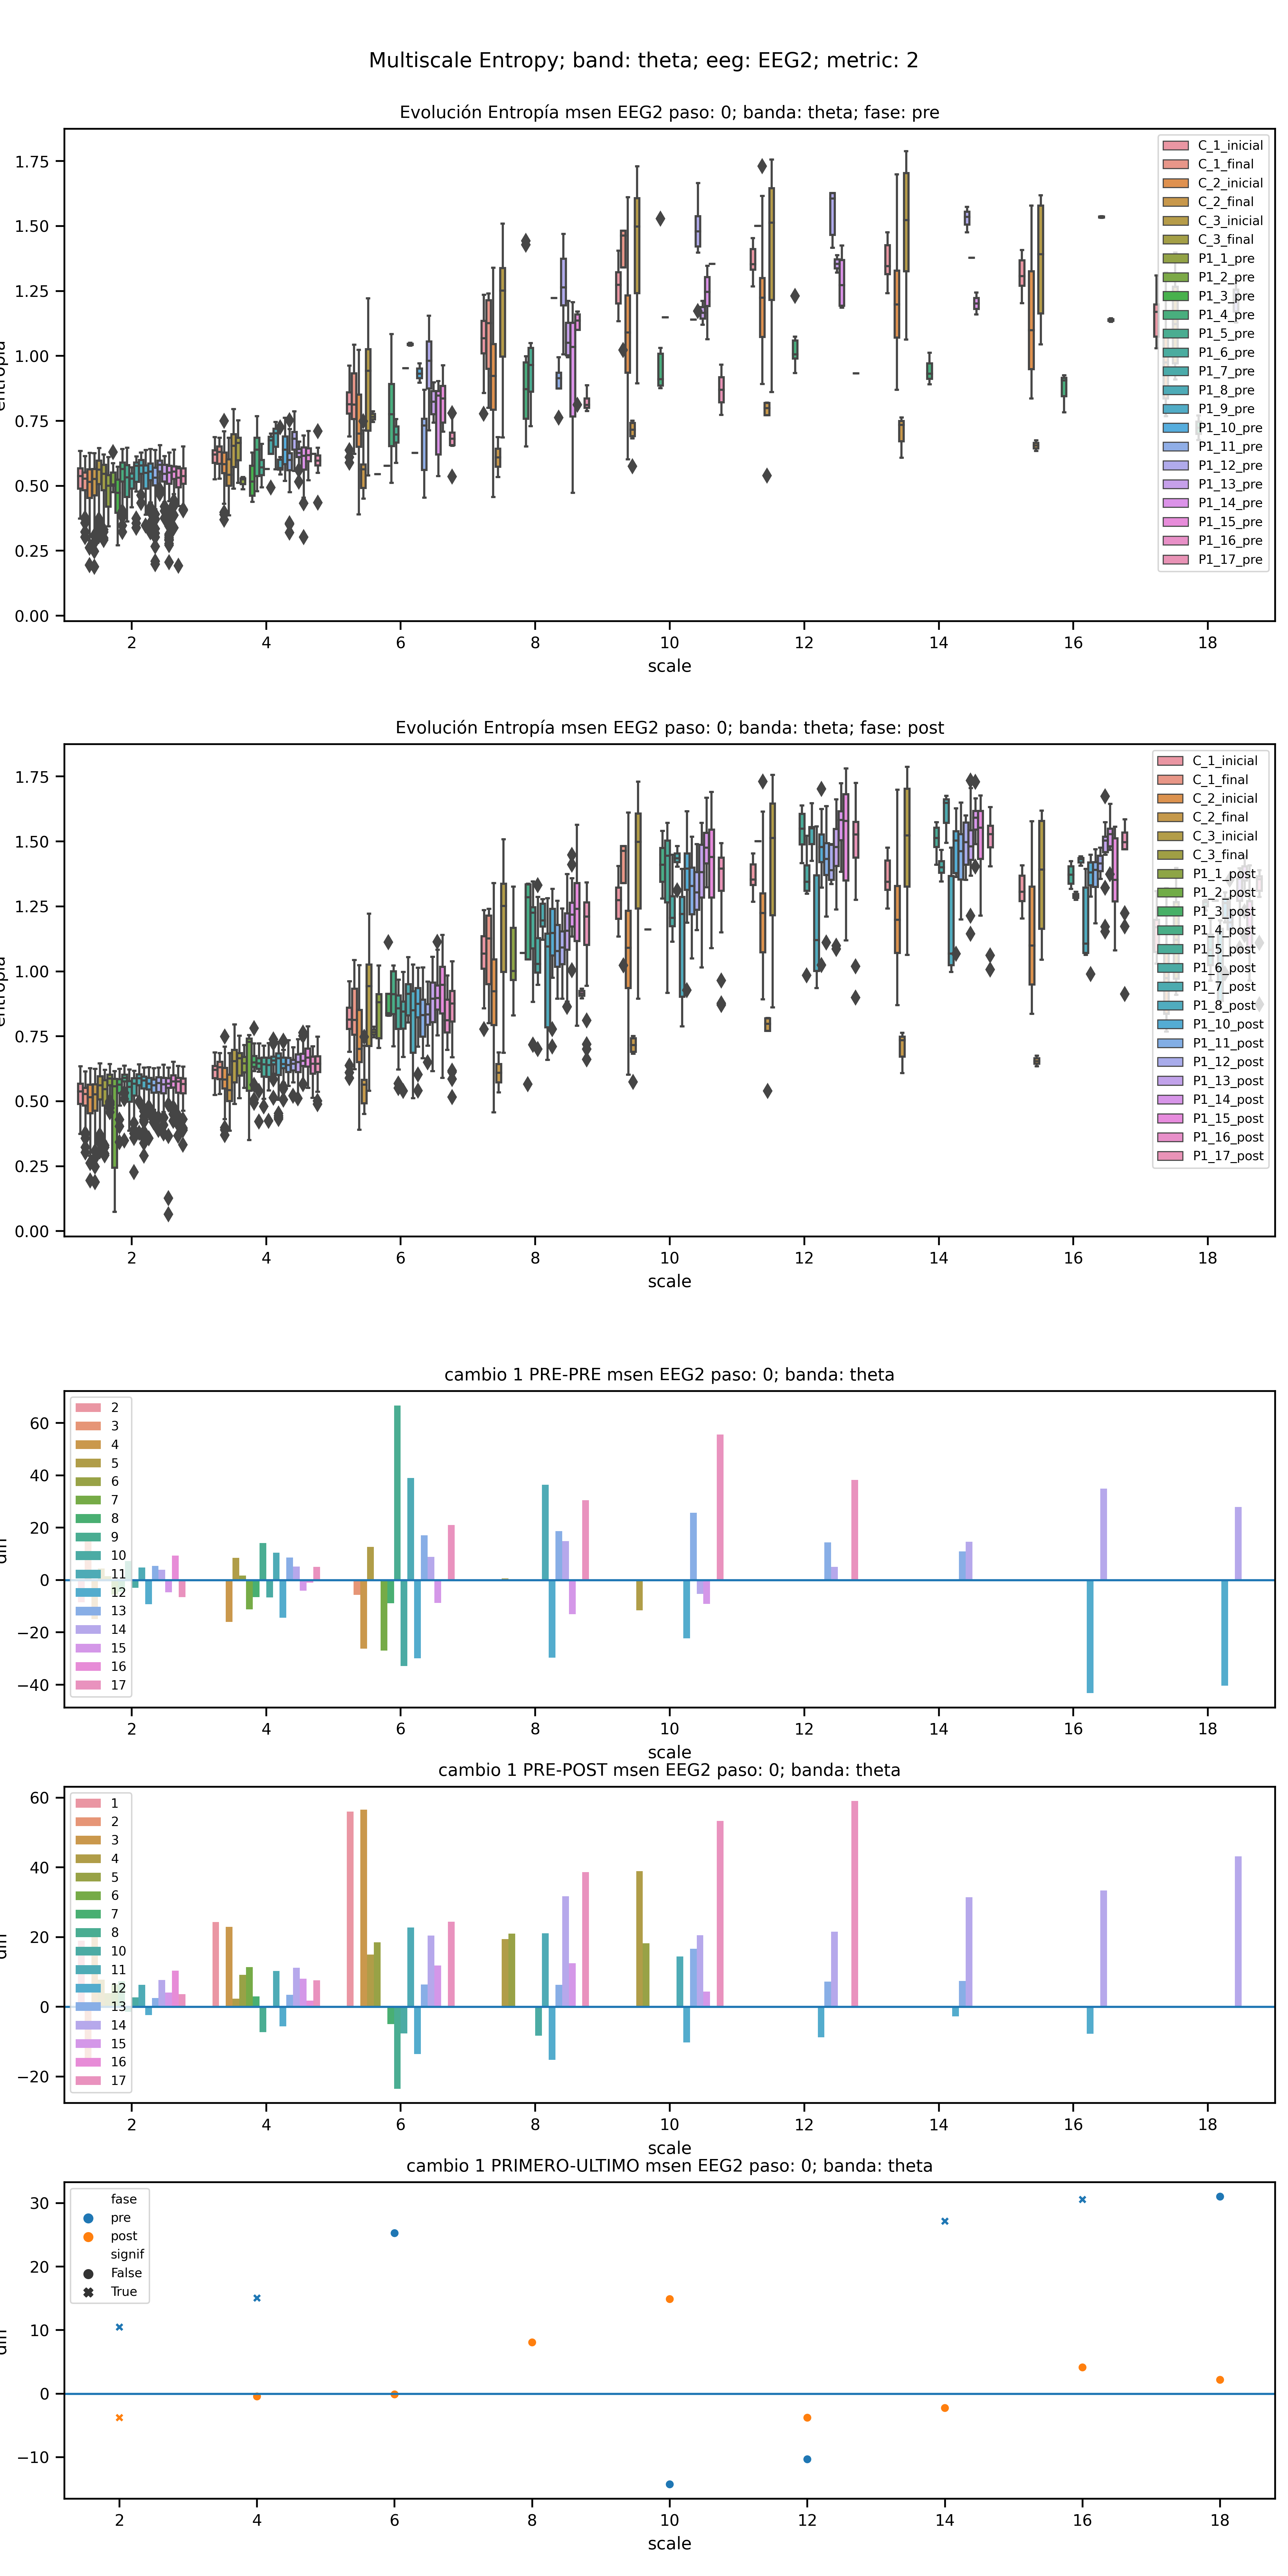 Multiscale Entropy; band: theta; eeg: EEG2; metric: 2
Evolución Entropía msen EEG2 paso: 0; banda: theta; fase: pre
1.75
1.50
1.25
1.00
0.75
0.50
0.25
0.00
C_1_inicial
C_1_final
C_2_inicial
C_2_final
C_3_inicial
C_3_final
P1_1_pre
P1_2_pre
P1_3_pre
P1_4_pre
P1_5_pre
P1_6_pre
P1_7_pre
P1_8_pre
P1_9_pre
P1_10_pre
P1_11_pre
P1_12_pre
P1_13_pre
P1_14_pre
P1_15_pre
P1_16_pre
P1_17_pre
2 4 6 8 10 12 14 16 18
scale
Evolución Entropía msen EEG2 paso: 0; banda: theta; fase: post
1.75
1.50
1.25
1.00
0.75
0.50
0.25
0.00
C_1_inicial
C_1_final
C_2_inicial
C_2_final
C_3_inicial
C_3_final
P1_1_post
P1_2_post
P1_3_post
P1_4_post
P1_5_post
P1_6_post
P1_7_post
P1_8_post
P1_10_post
P1_11_post
P1_12_post
P1_13_post
P1_14_post
P1_15_post
P1_16_post
P1_17_post
2 4 6 8 10 12 14 16 18
scale
cambio 1 PRE-PRE msen EEG2 paso: 0; banda: theta
60
40
20
0
−20
−40
2
3
4
5
6
7
8
9
10
11
12
13
14
15
16
17
2 4 6 8 10 12 14 16 18
scale
cambio 1 PRE-POST msen EEG2 paso: 0; banda: theta
60
40
20
0
−20
1
2
3
4
5
6
7
8
10
11
12
13
14
15
16
17
2 4 6 8 10 12 14 16 18
scale
cambio 1 PRIMERO-ULTIMO msen EEG2 paso: 0; banda: theta
30
20
10
0
−10
fase
pre
post
signif
False
True
2 4 6 8 10 12 14 16 18
scale